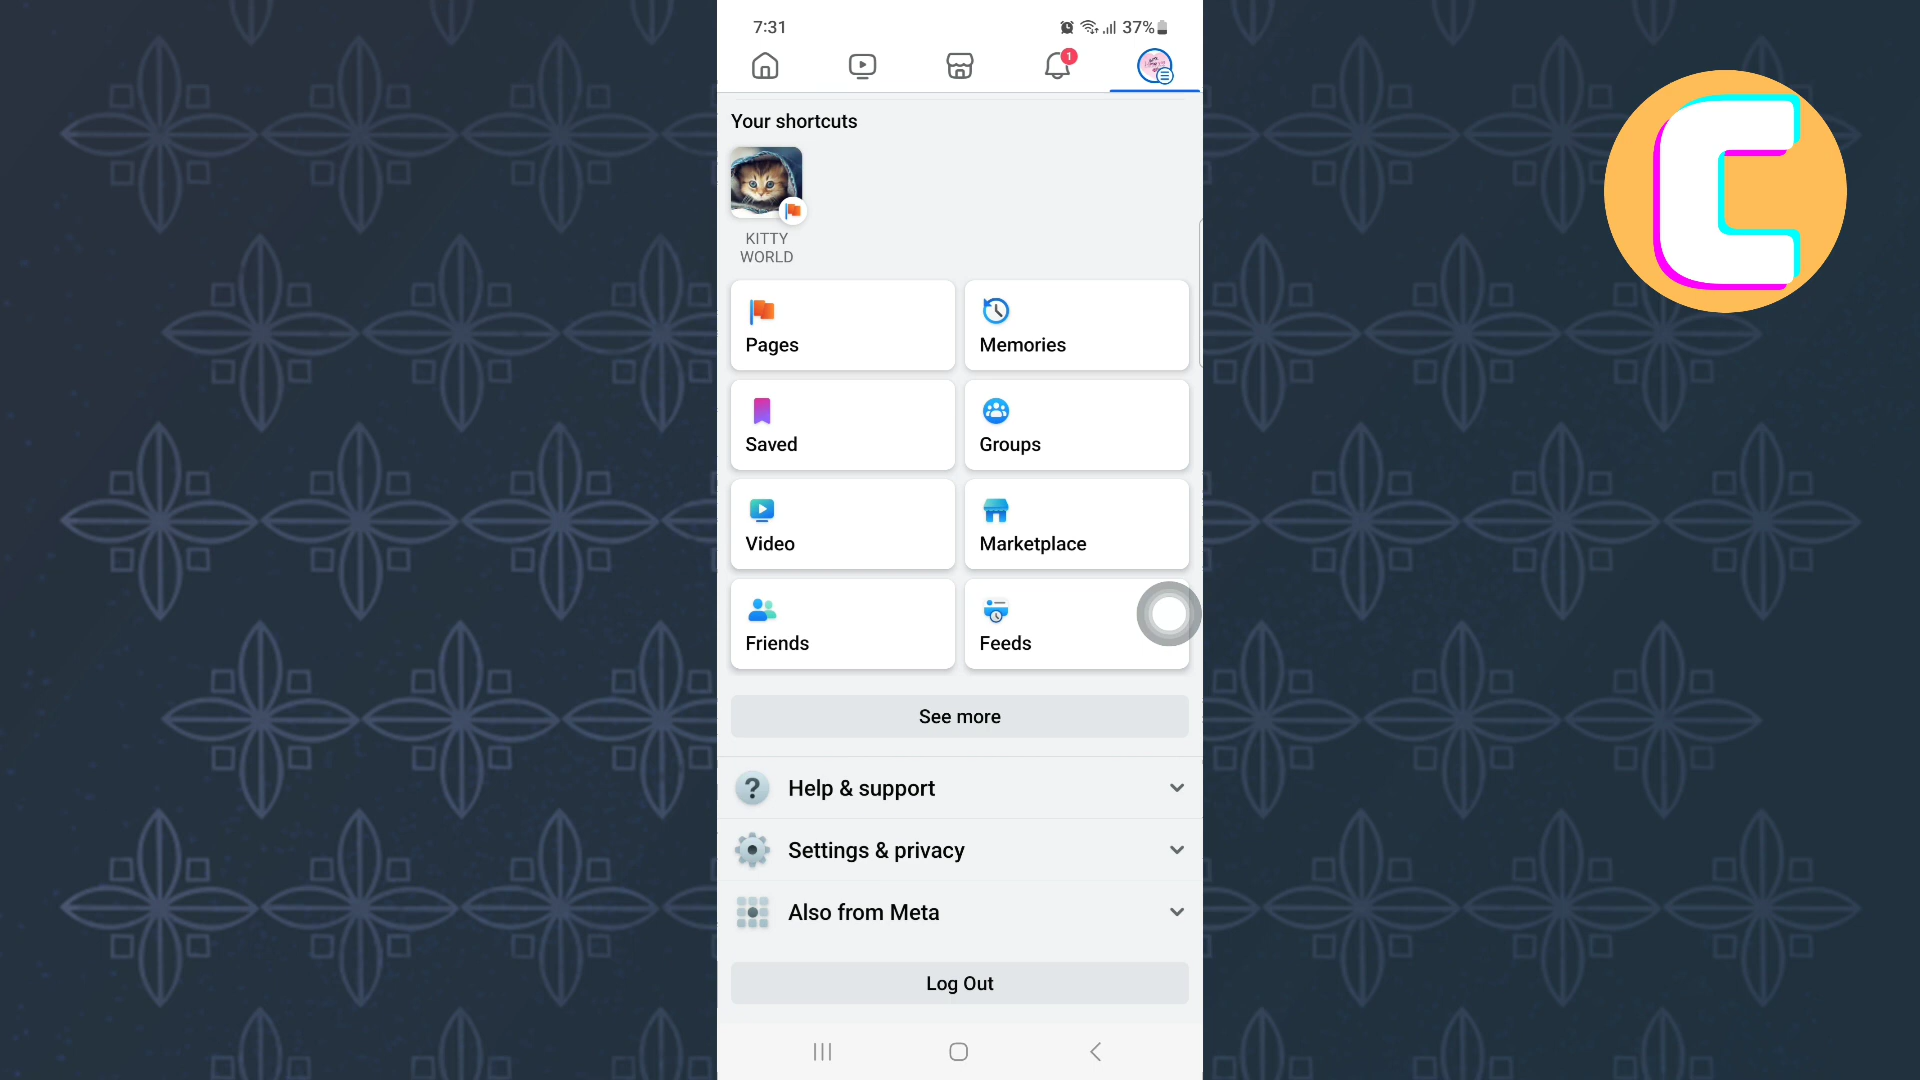 7:31
37%
1
Your shortcuts
KITTY
WORLD
Pages
Memories
Saved
Groups
Video
Marketplace
Friends
Feeds
See more
? Help & support
Settings & privacy
Also from Meta
Log Out
C